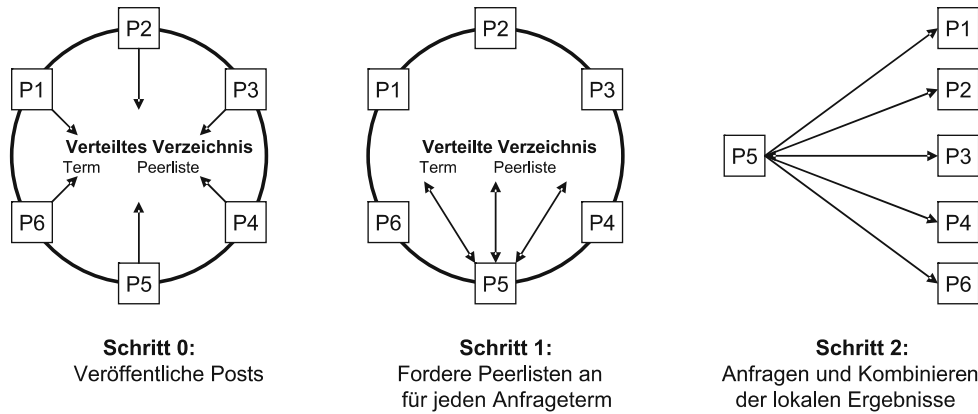 P2
P1
P3
Verteiltes Verzeichnis
Term Peerliste
P6
P4
P5
Schritt 0:
Veröffentliche Posts
P2
P1
P3
Verteilte Verzeichnis
Term Peerliste
P6
P4
P5
Schritt 1:
Fordere Peerlisten an
für jeden Anfrageterm
P1
P2
P5
P3
P4
P6
Schritt 2:
Anfragen und Kombinieren
der lokalen Ergebnisse